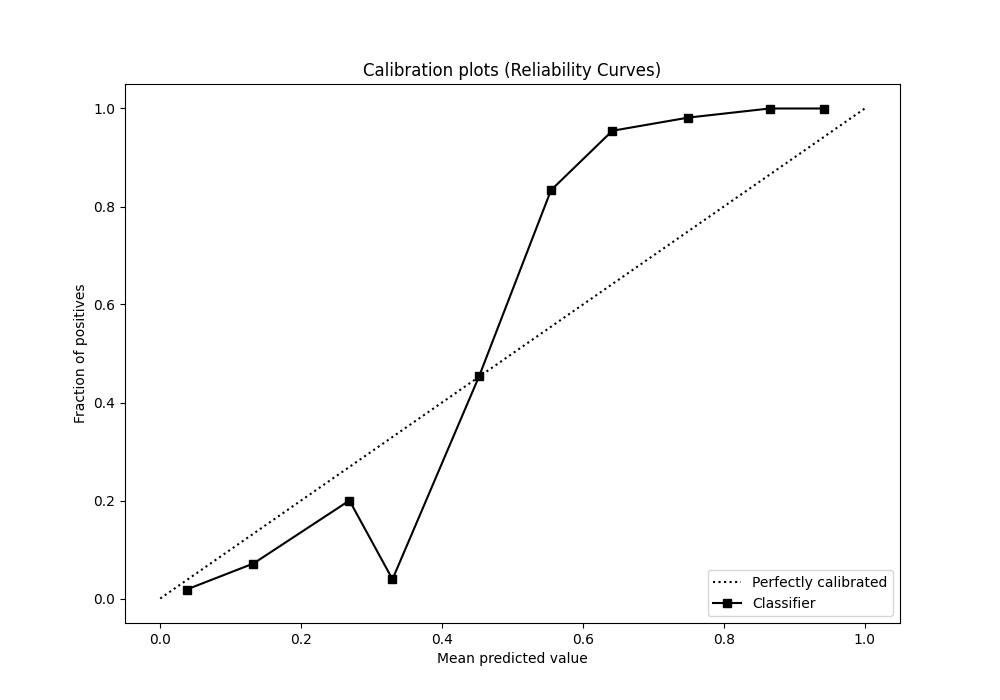 Calibration plots (Reliability Curves)
1.0
0.8
0.6
0.4
0.2
0.0
Fraction of positives
Perfectly calibrated
Classifier
0.0 0.2 0.4 0.6 0.8 1.0
Mean predicted value